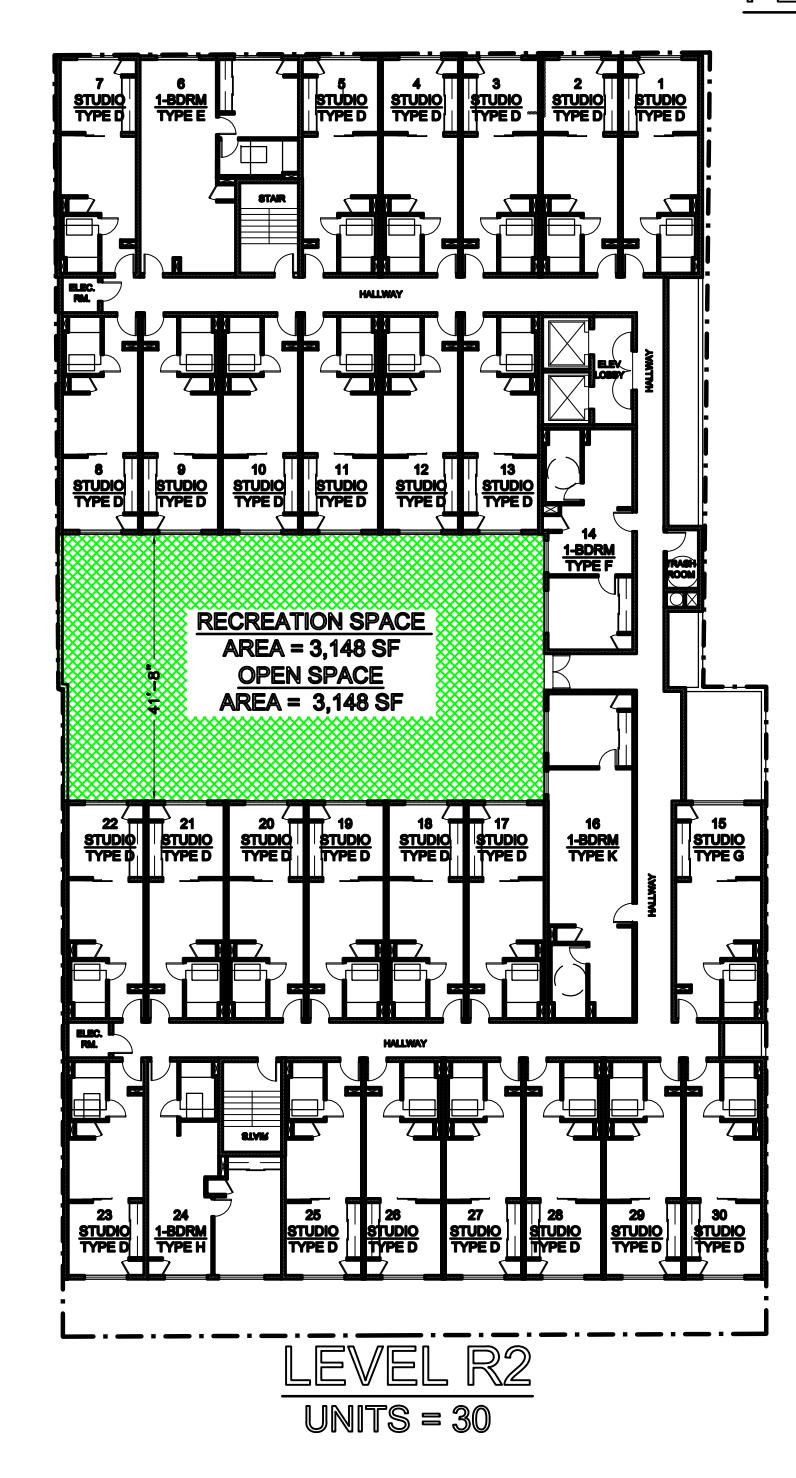 7
STUDIO
TYPE D
6
1-BDRM
TYPE E
5
STUDIO
TYPE D
4
STUDIO
TYPE D
3
STUDIO
TYPE D
2
STUDIO
TYPE D
1
STUDIO
TYPE D
STAIR
ELEC.
RM.
HALLWAY
ELEV.
LOBBY
HALLWAY
8
STUDIO
TYPE D
9
STUDIO
TYPE D
10
STUDIO
TYPE D
11
STUDIO
TYPE D
12
STUDIO
TYPE D
13
STUDIO
TYPE D
14
1-BDRM
TYPE F
TRASH
ROOM
RECREATION SPACE
AREA = 3,148 SF
OPEN SPACE
AREA = 3,148 SF
41'-8"
22
STUDIO
TYPE D
21
STUDIO
TYPE D
20
STUDIO
TYPE D
19
STUDIO
TYPE D
18
STUDIO
TYPE D
17
STUDIO
TYPE D
16
1-BDRM
TYPE K
15
STUDIO
TYPE G
HALLWAY
ELEC.
RM.
HALLWAY
STAIR
23
STUDIO
TYPE D
24
1-BDRM
TYPE H
25
STUDIO
TYPE D
26
STUDIO
TYPE D
27
STUDIO
TYPE D
28
STUDIO
TYPE D
29
STUDIO
TYPE D
30
STUDIO
TYPE D
LEVEL R2
UNITS = 30